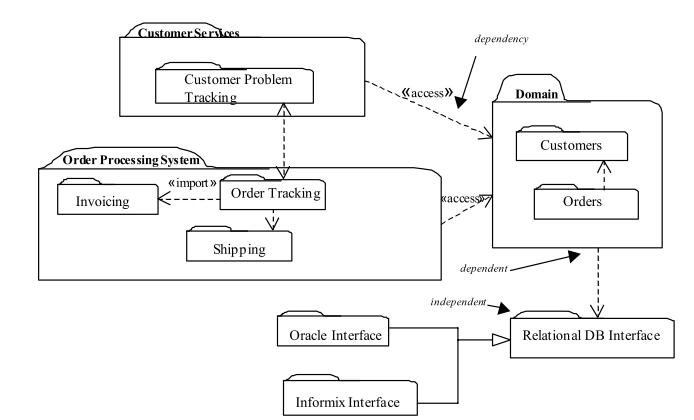 Customer Services
dependency
Customer Problem
Tracking
«access»
Domain
Customers
Order Processing System
«import»
Order Tracking
Invoicing
«access»
Orders
Shipping
dependent
independent
Oracle Interface
Relational DB Interface
Informix Interface